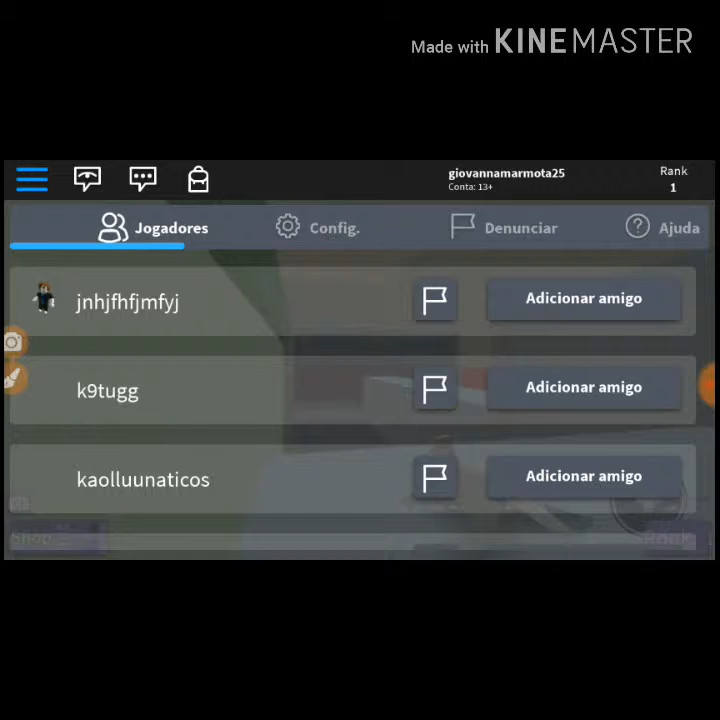 Made with KINEMASTER
giovannamarmota25
Conta: 13+
Rank
1
Jogadores
Config.
Denunciar
Ajuda
jnhjfhfjmfyj
Adicionar amigo
k9tugg
Adicionar amigo
kaolluunaticos
Adicionar amigo
Shop